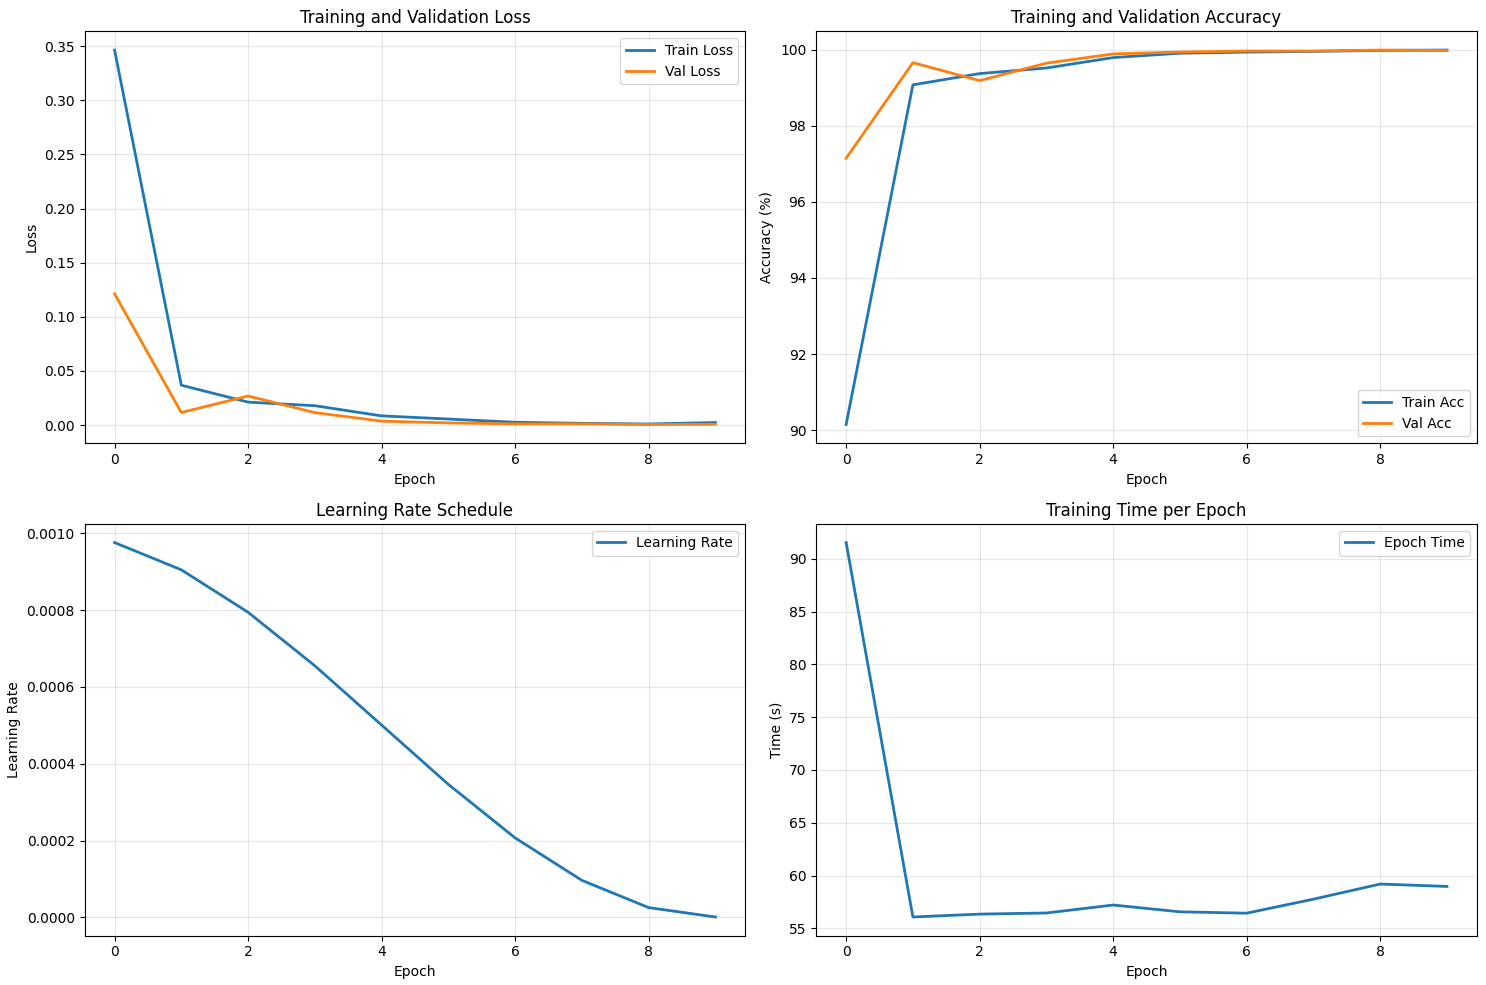 Training and Validation Loss
0.35
0.30
0.25
0.20
0.15
0.10
0.05
0.00
Loss
Train Loss
Val Loss
0 2 4 6 8
Epoch
Training and Validation Accuracy
100
98
96
94
92
90
Accuracy (%)
Train Acc
Val Acc
0 2 4 6 8
Epoch
Learning Rate Schedule
0.0010
0.0008
0.0006
0.0004
0.0002
0.0000
Learning Rate
Learning Rate
0 2 4 6 8
Epoch
Training Time per Epoch
90
85
80
75
70
65
60
55
Time (s)
Epoch Time
0 2 4 6 8
Epoch